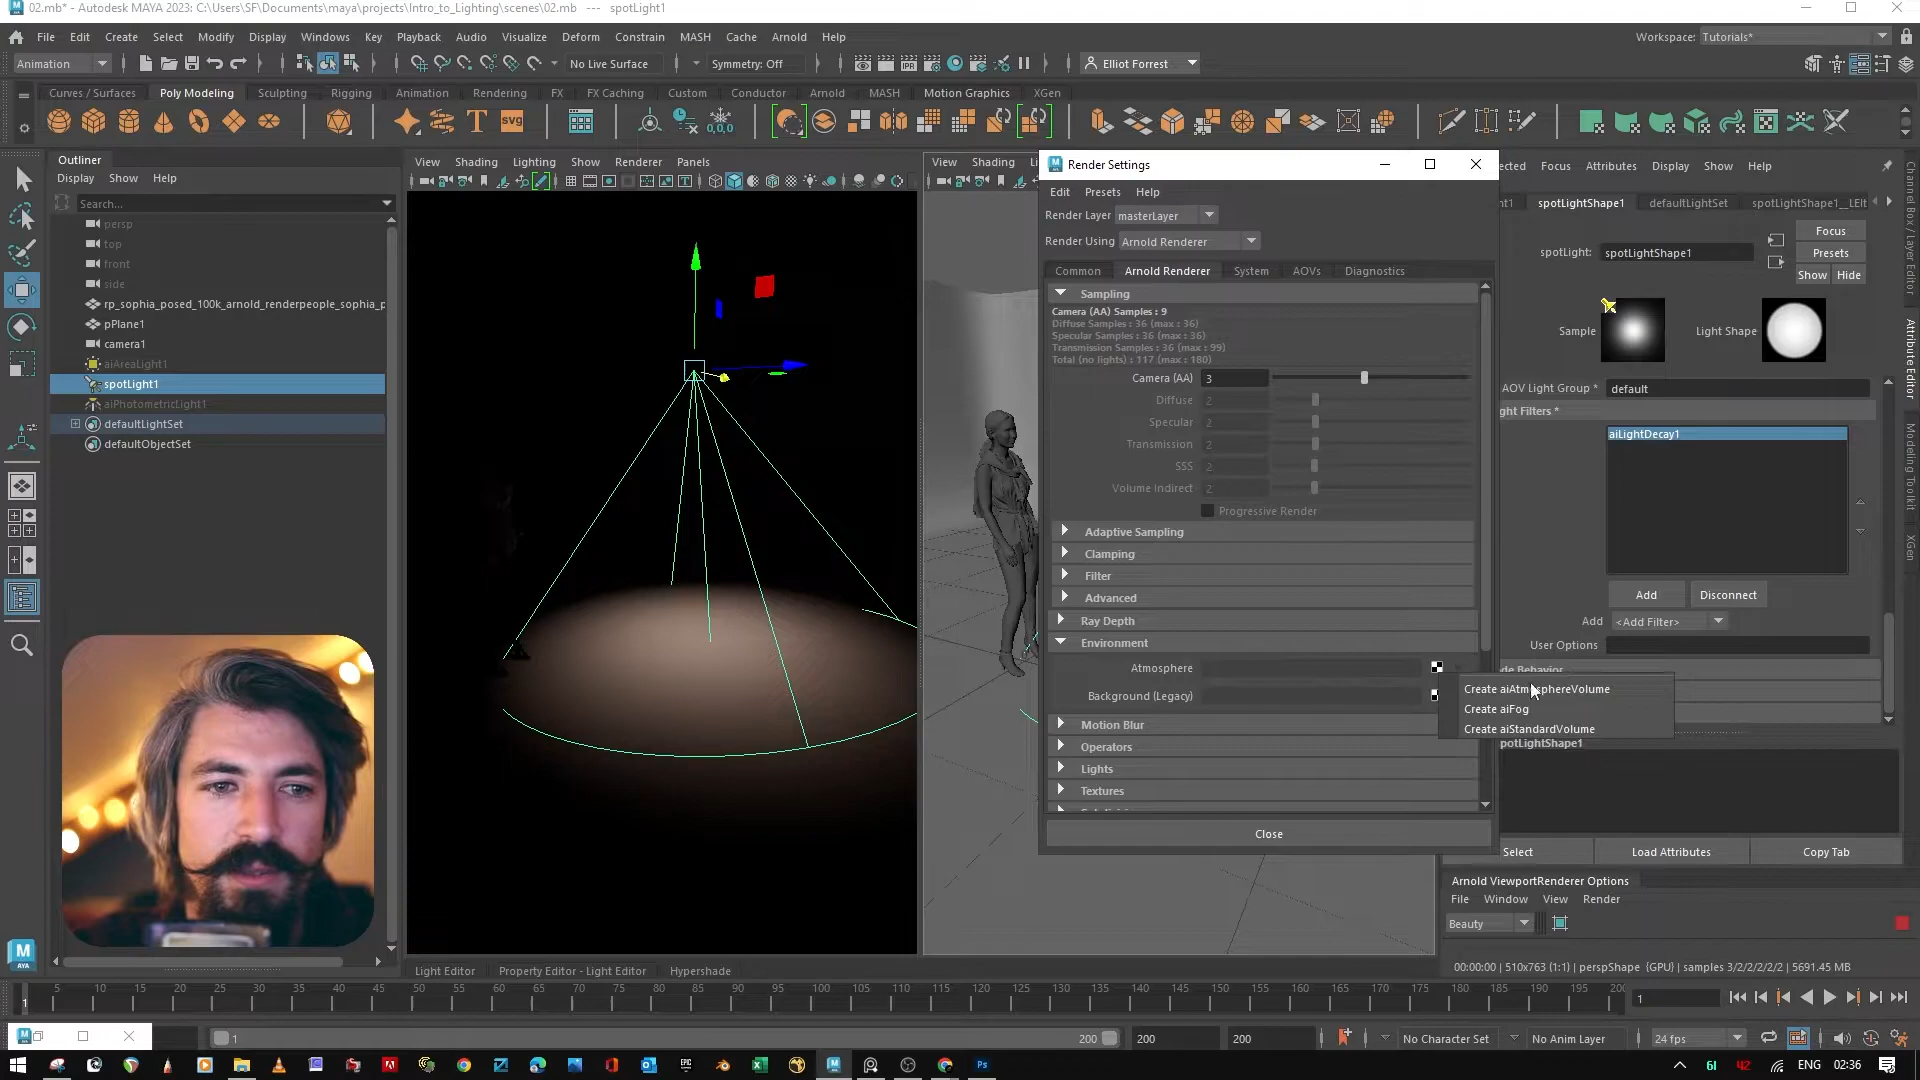 02.mb* - Autodesk MAYA 2023: C:\Users\SF\Documents\maya\projects\Intro_to_Lighting\scenes\02.mb --- spotLight1
File Edit Create Select Modify Display Windows Key Playback Audio Visualize Deform Constrain MASH Cache Arnold Help
Workspace: Tutorials*
Animation
No Live Surface
Symmetry: Off
Elliot Forrest
Curves / Surfaces Poly Modeling Sculpting Rigging Animation Rendering FX FX Caching Custom Conductor Arnold MASH Motion Graphics XGen
T svg 0,0,0
Outliner
Display Show Help
Search...
persp
top
front
side
rp_sophia_posed_100k_arnold_renderpeople_sophia_p
pPlane1
camera1
aiAreaLight1
spotLight1
aiPhotometricLight1
defaultLightSet
defaultObjectSet
View Shading Lighting Show Renderer Panels
View Shading
Render Settings
Edit Presets Help
Render Layer masterLayer
Render Using Arnold Renderer
Common Arnold Renderer System AOVs Diagnostics
Sampling
Camera (AA) Samples : 9
Diffuse Samples : 36 (max : 36)
Specular Samples : 36 (max : 36)
Transmission Samples : 36 (max : 99)
Total (no lights) : 117 (max : 180)
Camera (AA) 3
Diffuse 2
Specular 2
Transmission 2
SSS 2
Volume Indirect 2
Progressive Render
Adaptive Sampling
Clamping
Filter
Advanced
Ray Depth
Environment
Atmosphere
Background (Legacy)
Motion Blur
Operators
Lights
Textures
Close
Create aiAtmosphereVolume
Create aiFog
Create aiStandardVolume
ected Focus Attributes Display Show Help
nt1 spotLightShape1 defaultLightSet spotLightShape1__LEIt
Focus
spotLight: spotLightShape1
Presets
Show Hide
Sample
Light Shape
AOV Light Group * default
ght Filters *
aiLightDecay1
Add Disconnect
Add <Add Filter>
User Options
de Behavior
potLightShape1
Select Load Attributes Copy Tab
Channel Box / Layer Editor
Attribute Editor
Modeling Toolkit
XGen
Arnold ViewportRenderer Options
File Window View Render
Beauty
00:00:00 | 510x763 (1:1) | perspShape {GPU} | samples 3/2/2/2/2/2 | 5691.45 MB
Light Editor Property Editor - Light Editor Hypershade
5 10 15 20 25 30 35 40 45 50 55 60 65 70 75 80 85 90 95 100 105 110 115 120 125 130 135 140 145 150 155 160 165 170 175 180 185 190 195 20
1
1
1
200
200
200
No Character Set
No Anim Layer
24 fps
M
AYA
ENG
02:36